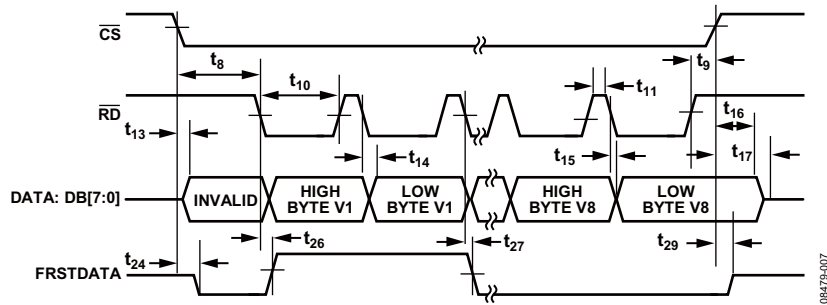 CS
t8
t9
t10
t11
RD
t16
t13
t14
t15
t17
DATA: DB[7:0]
INVALID
HIGH BYTE V1
LOW BYTE V1
HIGH BYTE V8
LOW BYTE V8
t24
t26
t27
t29
FRSTDATA
08479-007